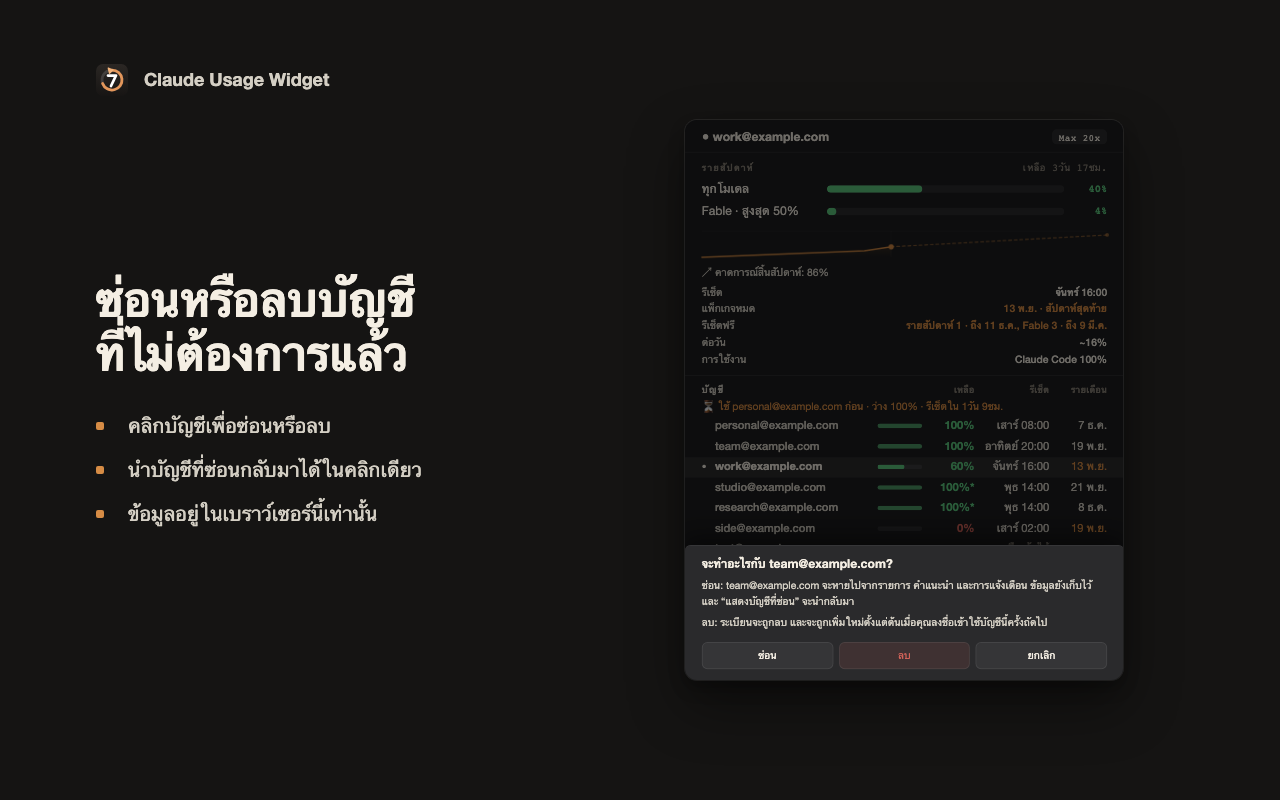 7 Claude Usage Widget
ซ่อนหรือลบบัญชี
ที่ไม่ต้องการแล้ว
คลิกบัญชีเพื่อซ่อนหรือลบ
นำบัญชีที่ซ่อนกลับมาได้ในคลิกเดียว
ข้อมูลอยู่ในเบราว์เซอร์นี้เท่านั้น
work@example.com Max 20x
รายสัปดาห์ เหลือ 3วัน 17ชม.
ทุกโมเดล 40%
Fable · สูงสุด 50% 4%
คาดการณ์สิ้นสัปดาห์: 86%
รีเซ็ต จันทร์ 16:00
แพ็กเกจหมด 13 พ.ย. · สัปดาห์สุดท้าย
รีเซ็ตฟรี รายสัปดาห์ 1 · ถึง 11 ธ.ค., Fable 3 · ถึง 9 มี.ค.
ต่อวัน ~16%
การใช้งาน Claude Code 100%
บัญชี เหลือ รีเซ็ต รายเดือน
ใช้ personal@example.com ก่อน · ว่าง 100% · รีเซ็ตใน 1วัน 9ชม.
personal@example.com 100% เสาร์ 08:00 7 ธ.ค.
team@example.com 100% อาทิตย์ 20:00 19 พ.ย.
work@example.com 60% จันทร์ 16:00 13 พ.ย.
studio@example.com 100%* พุธ 14:00 21 พ.ย.
research@example.com 100%* พุธ 14:00 8 ธ.ค.
side@example.com 0% เสาร์ 02:00 19 พ.ย.
จะทำอะไรกับ team@example.com?
ซ่อน: team@example.com จะหายไปจากรายการ คำแนะนำ และการแจ้งเตือน ข้อมูลยังเก็บไว้
และ “แสดงบัญชีที่ซ่อน” จะนำกลับมา
ลบ: ระเบียนจะถูกลบ และจะถูกเพิ่มใหม่ตั้งแต่ต้นเมื่อคุณลงชื่อเข้าใช้บัญชีนี้ครั้งถัดไป
ซ่อน ลบ ยกเลิก